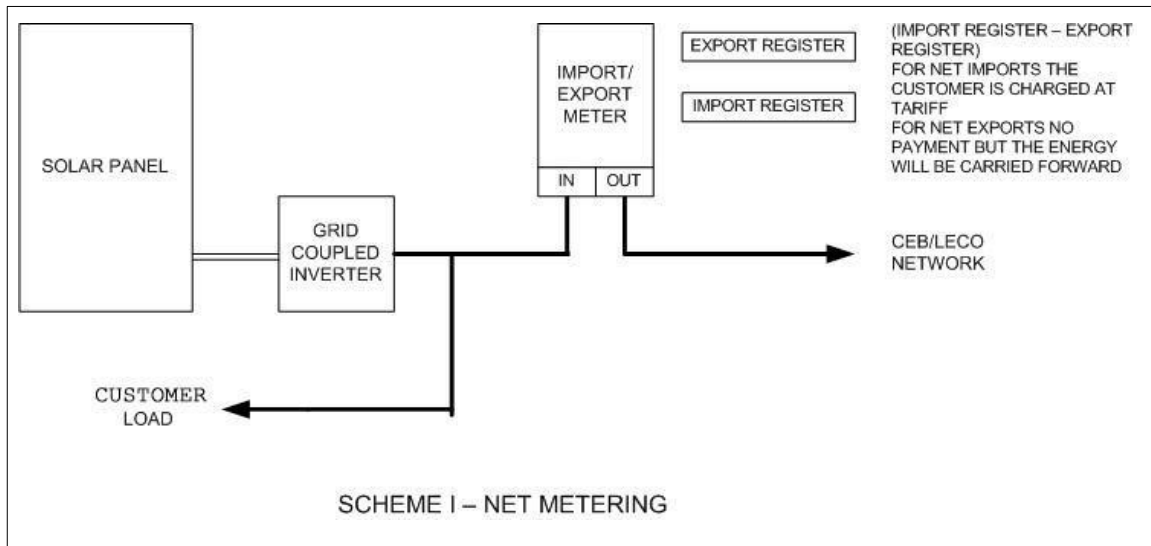 SOLAR PANEL
GRID
COUPLED
INVERTER
CUSTOMER
LOAD
IMPORT/
EXPORT
METER
IN OUT
EXPORT REGISTER
IMPORT REGISTER
(IMPORT REGISTER – EXPORT
REGISTER)
FOR NET IMPORTS THE
CUSTOMER IS CHARGED AT
TARIFF
FOR NET EXPORTS NO
PAYMENT BUT THE ENERGY
WILL BE CARRIED FORWARD
CEB/LECO
NETWORK
SCHEME I – NET METERING